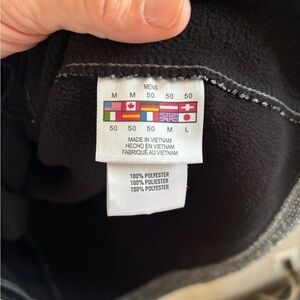 MENS
M M 50 50 50
50 50 50 M L
MADE IN VIETNAM
HECHO EN VIETNAM
FABRIQUÉ AU VIETNAM
100% POLYESTER
100% POLIESTER
100% POLYESTER